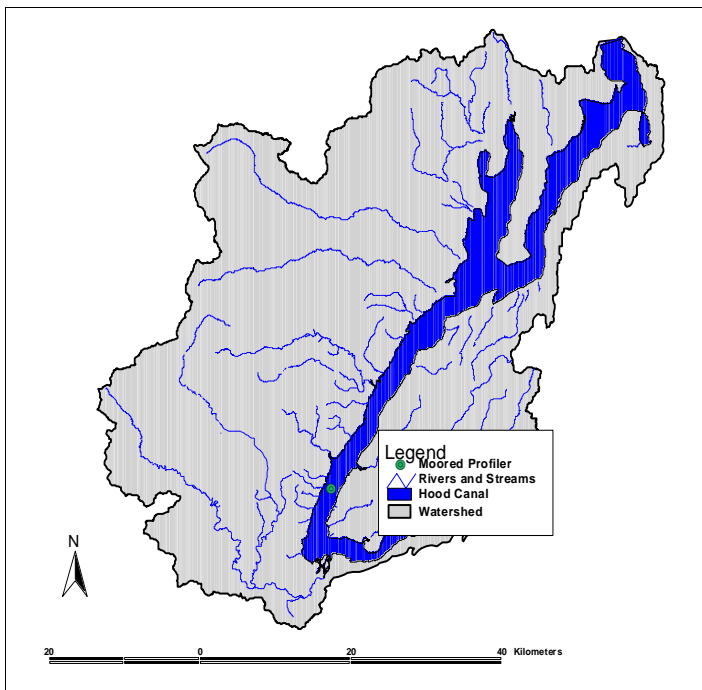 Legend
Moored Profiler
Rivers and Streams
Hood Canal
Watershed
N
20 0 20 40 Kilometers